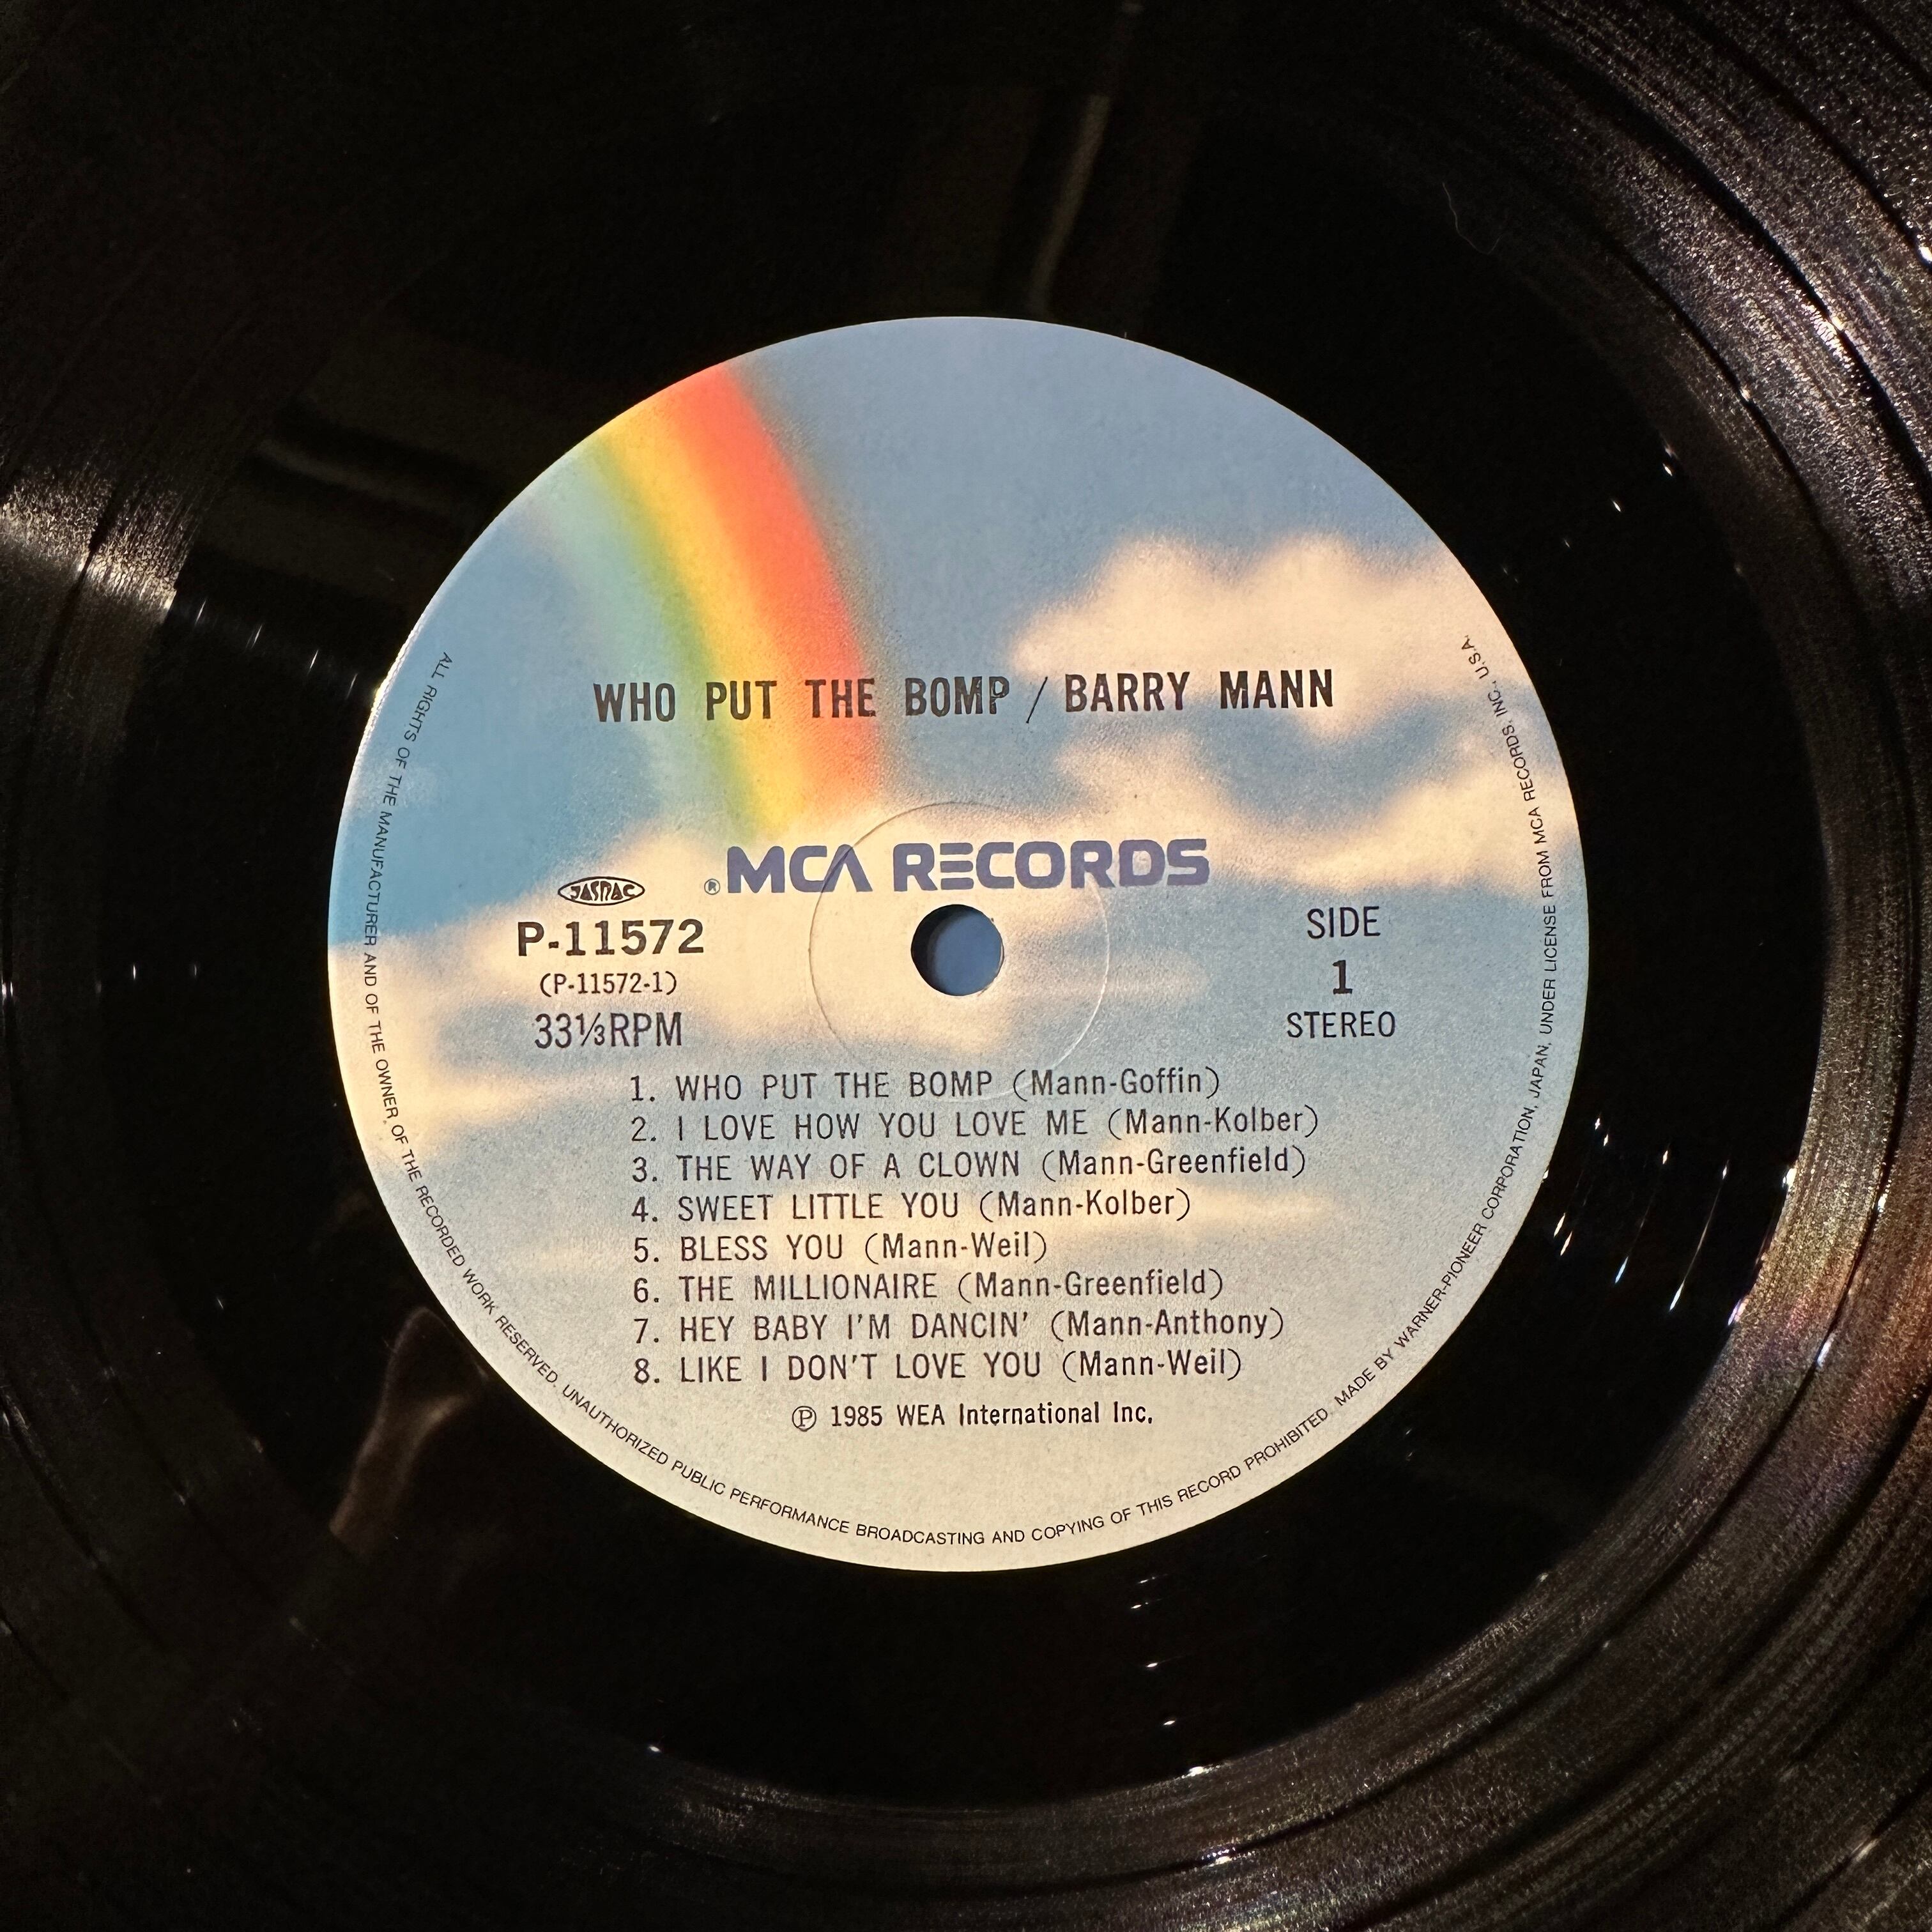 WHO PUT THE BOMP / BARRY MANN
® MCA RECORDS
JASRAC
P-11572
(P-11572-1)
33⅓RPM
SIDE
1
STEREO
1. WHO PUT THE BOMP (Mann-Goffin)
2. I LOVE HOW YOU LOVE ME (Mann-Kolber)
3. THE WAY OF A CLOWN (Mann-Greenfield)
4. SWEET LITTLE YOU (Mann-Kolber)
5. BLESS YOU (Mann-Weil)
6. THE MILLIONAIRE (Mann-Greenfield)
7. HEY BABY I'M DANCIN' (Mann-Anthony)
8. LIKE I DON'T LOVE YOU (Mann-Weil)
℗ 1985 WEA International Inc.
ALL RIGHTS OF THE MANUFACTURER AND OF THE OWNER OF THE RECORDED WORK RESERVED. UNAUTHORIZED PUBLIC PERFORMANCE BROADCASTING AND COPYING OF THIS RECORD PROHIBITED. MADE BY WARNER-PIONEER CORPORATION, JAPAN, UNDER LICENSE FROM MCA RECORDS, INC., U.S.A.